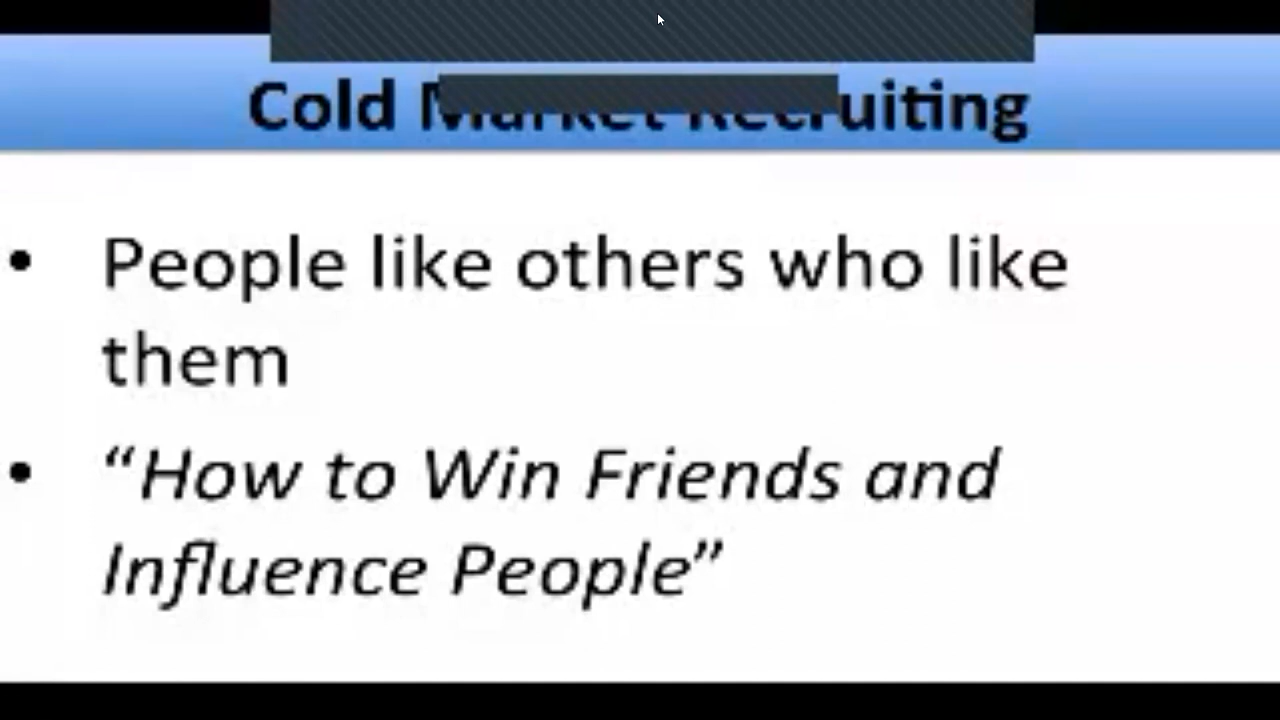 Cold Market Recruiting
• People like others who like
them
• “How to Win Friends and
Influence People”